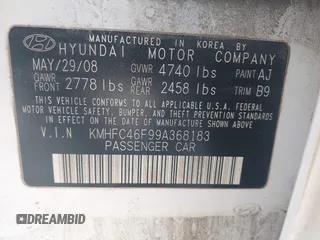 MANUFACTURED IN KOREA BY
HYUNDAI MOTOR COMPANY
MAY/29/08 GVWR 4740 lbs PAINT AJ
GAWR FRONT 2778 lbs GAWR REAR 2458 lbs TRIM B9
THIS VEHICLE CONFORMS TO ALL APPLICABLE U.S.A. FEDERAL
MOTOR VEHICLE SAFETY, BUMPER, AND THEFT PREVENTION
STANDARDS IN EFFECT ON THE DATE OF MANUFACTURE SHOWN ABOVE.
V.I.N KMHFC46F99A368183
PASSENGER CAR
DREAMBID